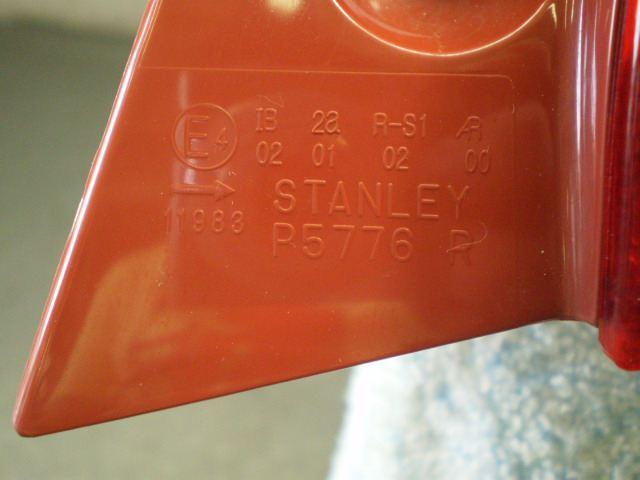 E4 IB 2a R-S1 AR
02 01 02 00
11983 STANLEY
P5776 R